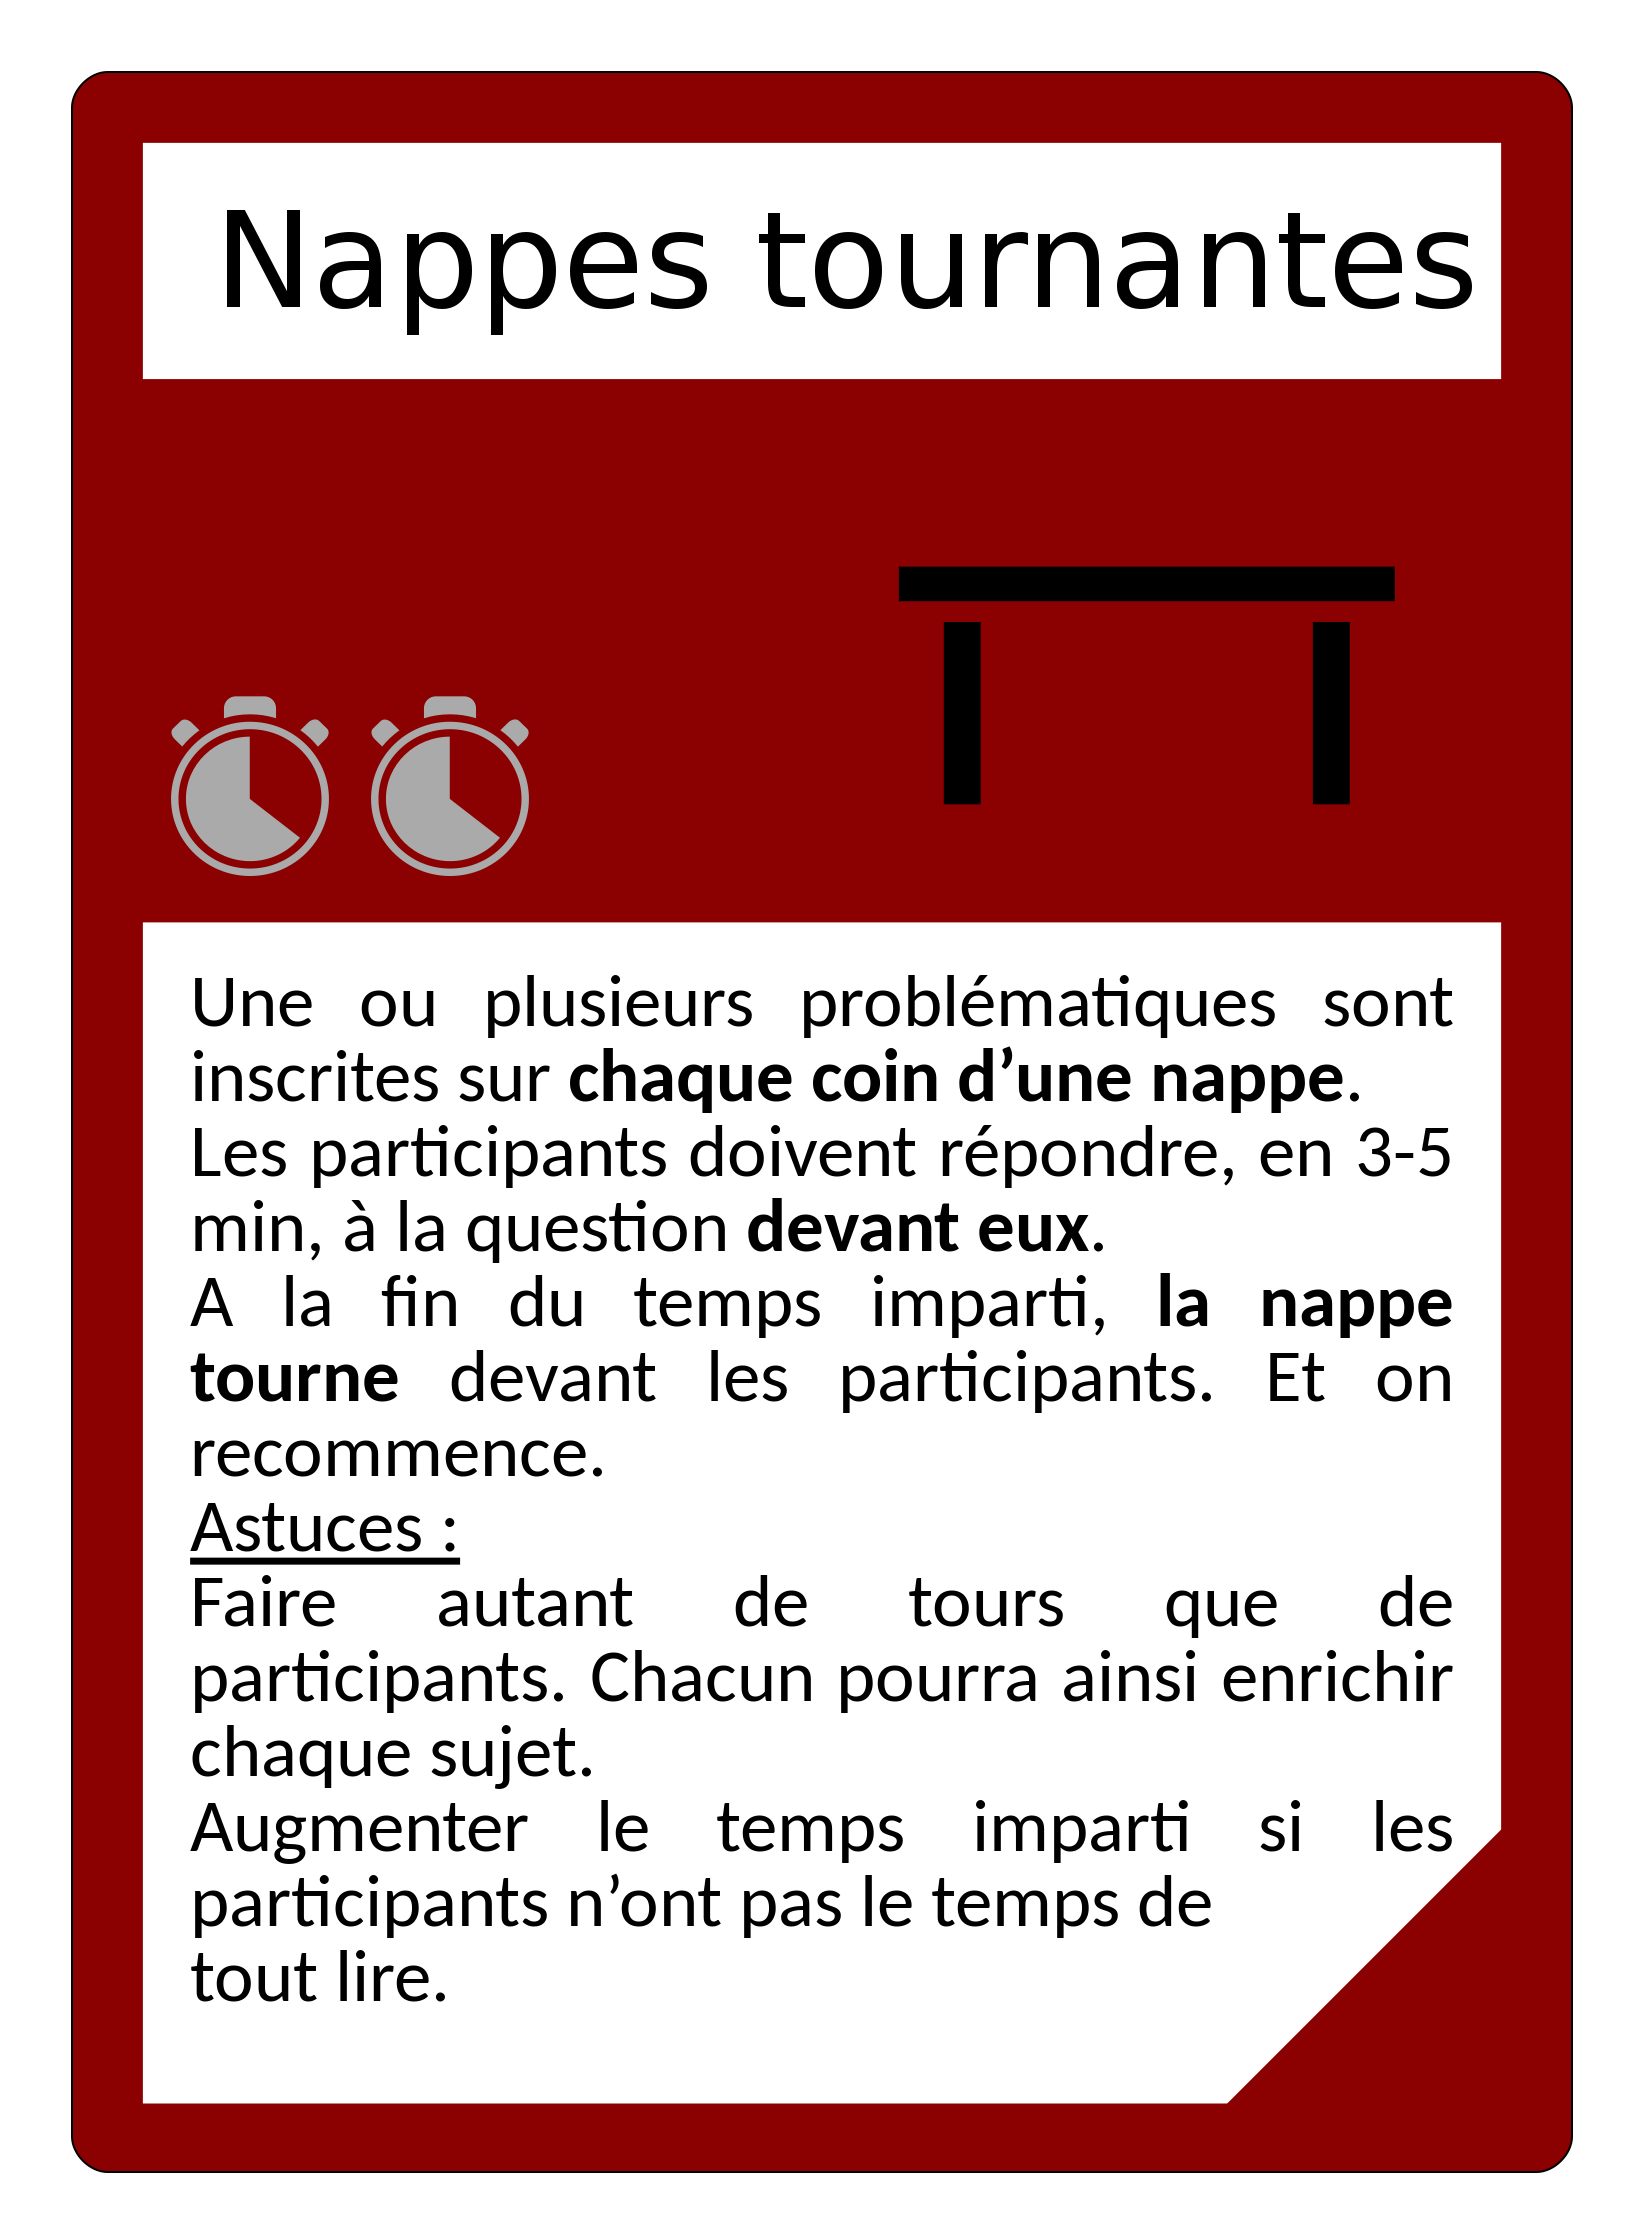 Nappes tournantes
Une ou plusieurs problématiques sont
inscrites sur chaque coin d’une nappe.
Les participants doivent répondre, en 3-5
min, à la question devant eux.
A la fin du temps imparti, la nappe
tourne devant les participants. Et on
recommence.
Astuces :
Faire autant de tours que de
participants. Chacun pourra ainsi enrichir
chaque sujet.
Augmenter le temps imparti si les
participants n’ont pas le temps de
tout lire.